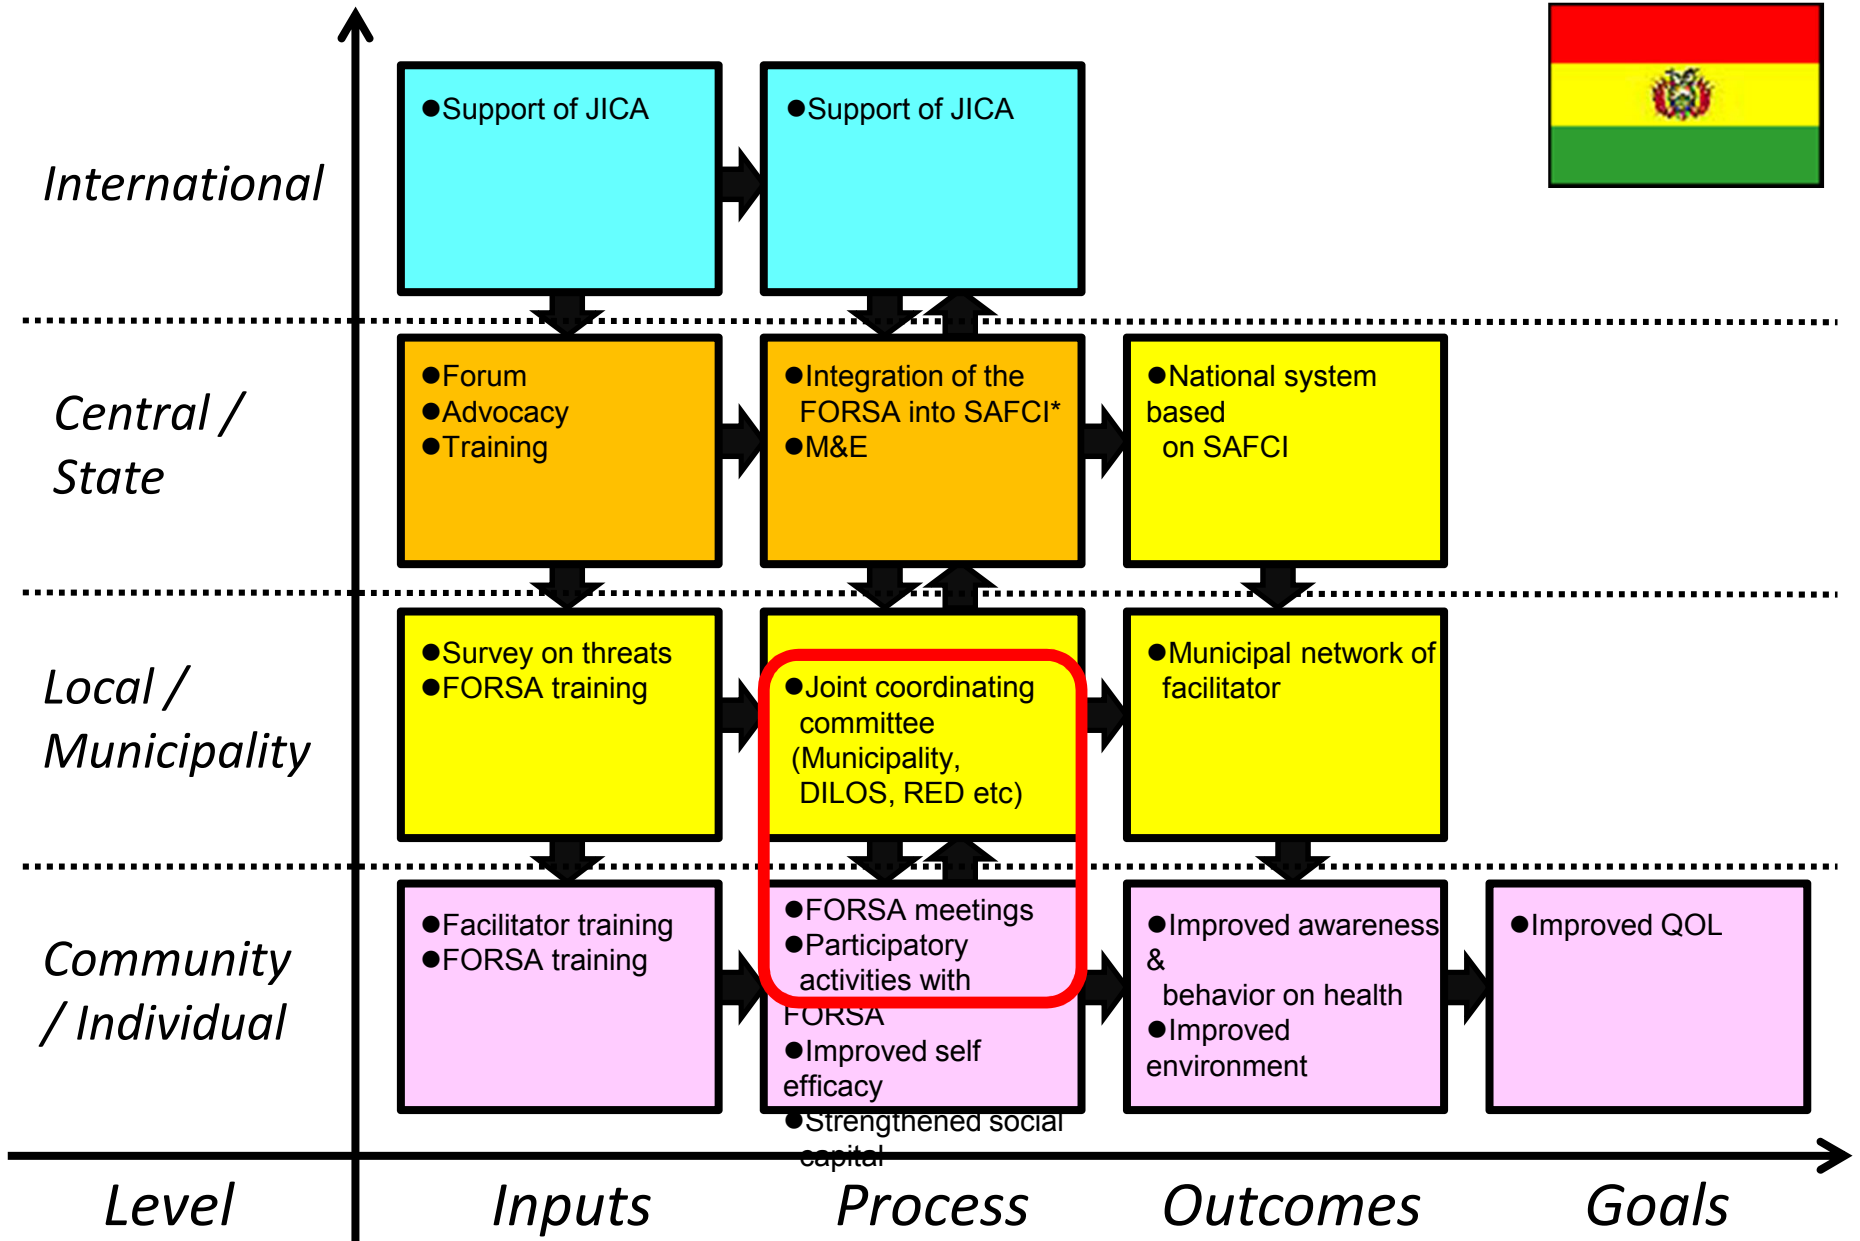 International
●Support of JICA
●Support of JICA
Central /
State
●Forum
●Advocacy
●Training
●Integration of the
FORSA into SAFCI*
●M&E
●National system
based
on SAFCI
Local /
Municipality
●Survey on threats
●FORSA training
●Joint coordinating
committee
(Municipality,
DILOS, RED etc)
●Municipal network of
facilitator
Community
/ Individual
●Facilitator training
●FORSA training
●FORSA meetings
●Participatory
activities with
FORSA
●Improved self
efficacy
●Strengthened social
capital
●Improved awareness
&
behavior on health
●Improved
environment
●Improved QOL
Level
Inputs
Process
Outcomes
Goals